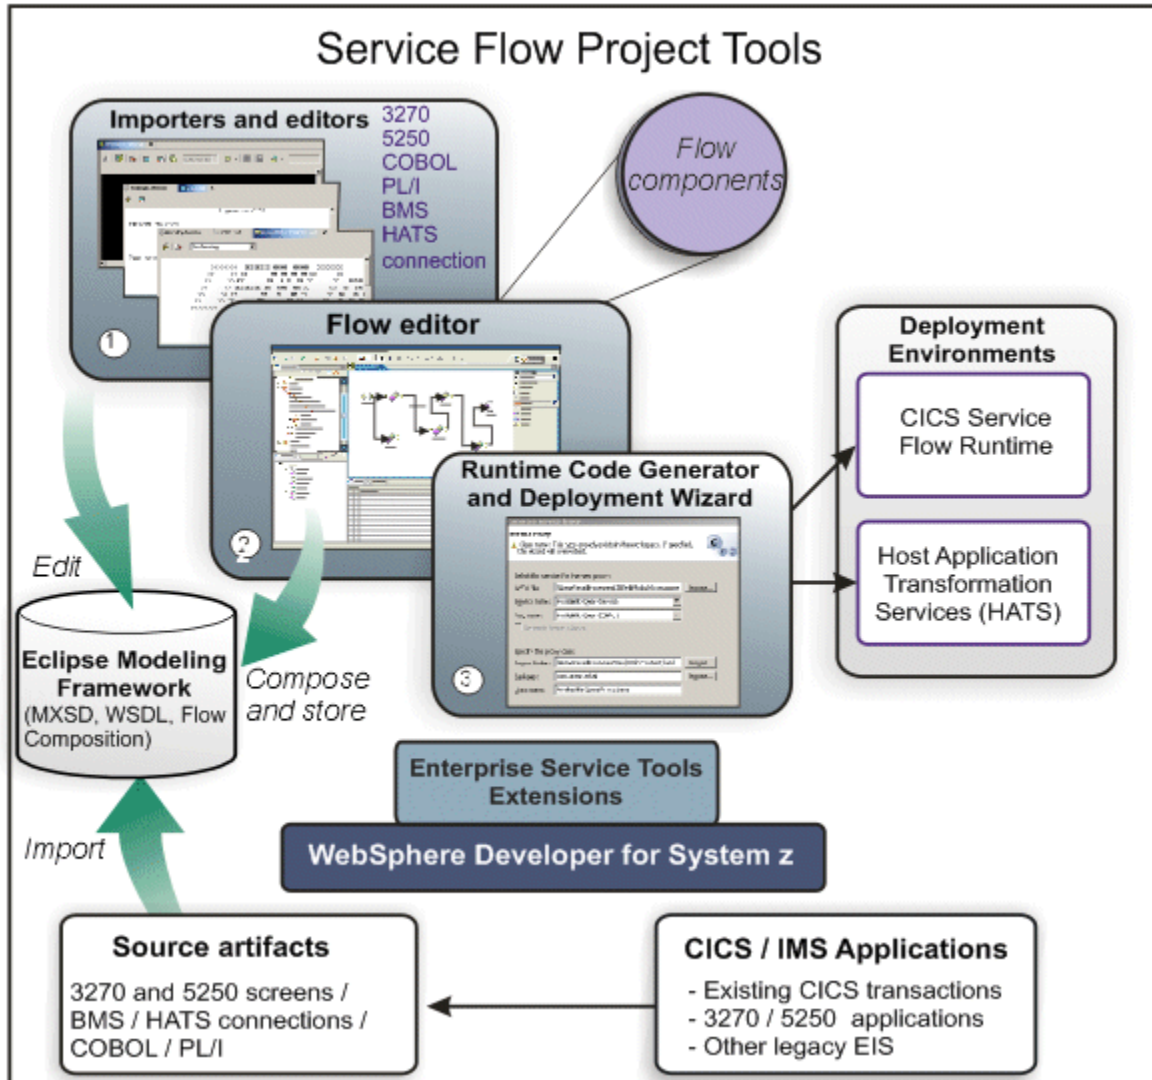 Service Flow Project Tools
Importers and editors
3270
5250
COBOL
PL/I
BMS
HATS
connection
1
Flow
components
Flow editor
2
Runtime Code Generator
and Deployment Wizard
3
Deployment
Environments
CICS Service
Flow Runtime
Host Application
Transformation
Services (HATS)
Edit
Eclipse Modeling
Framework
(MXSD, WSDL, Flow
Composition)
Compose
and store
Import
Enterprise Service Tools
Extensions
WebSphere Developer for System z
Source artifacts
3270 and 5250 screens /
BMS / HATS connections /
COBOL / PL/I
CICS / IMS Applications
- Existing CICS transactions
- 3270 / 5250 applications
- Other legacy EIS